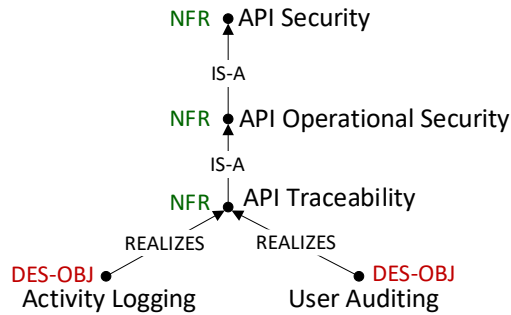 NFR API Security
IS-A
NFR API Operational Security
IS-A
NFR API Traceability
REALIZES REALIZES
DES-OBJ DES-OBJ
Activity Logging User Auditing